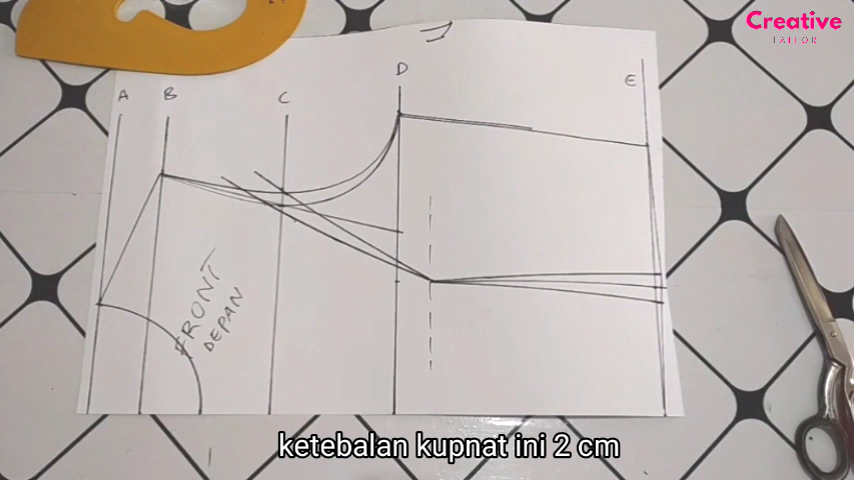 Creative
TAILOR
A
B
C
D
E
FRONT
DEPAN
ketebalan kupnat ini 2 cm